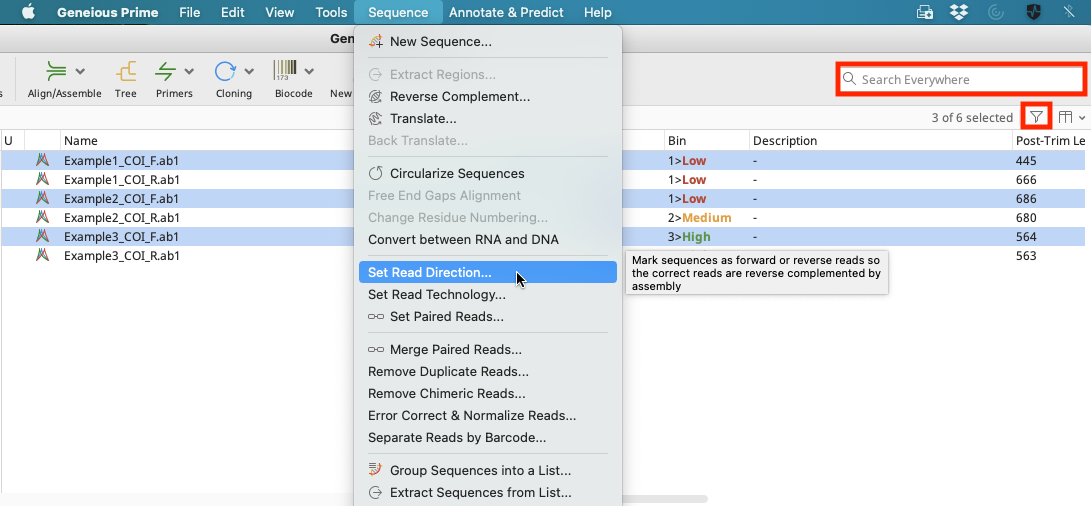 Geneious Prime File Edit View Tools Sequence Annotate & Predict Help
Gen
Align/Assemble Tree Primers Cloning Biocode New
Search Everywhere
3 of 6 selected
U Name Bin Description Post-Trim Le
Example1_COI_F.ab1 1>Low - 445
Example1_COI_R.ab1 1>Low - 666
Example2_COI_F.ab1 1>Low - 686
Example2_COI_R.ab1 2>Medium - 680
Example3_COI_F.ab1 3>High - 564
Example3_COI_R.ab1 563
New Sequence...
Extract Regions...
Reverse Complement...
Translate...
Back Translate...
Circularize Sequences
Free End Gaps Alignment
Change Residue Numbering...
Convert between RNA and DNA
Set Read Direction...
Set Read Technology...
Set Paired Reads...
Merge Paired Reads...
Remove Duplicate Reads...
Remove Chimeric Reads...
Error Correct & Normalize Reads...
Separate Reads by Barcode...
Group Sequences into a List...
Extract Sequences from List...
Mark sequences as forward or reverse reads so
the correct reads are reverse complemented by
assembly